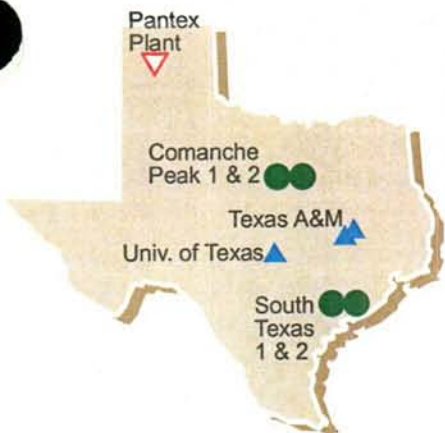 Pantex
Plant
Comanche
Peak 1 & 2
Texas A&M
Univ. of Texas
South
Texas
1 & 2